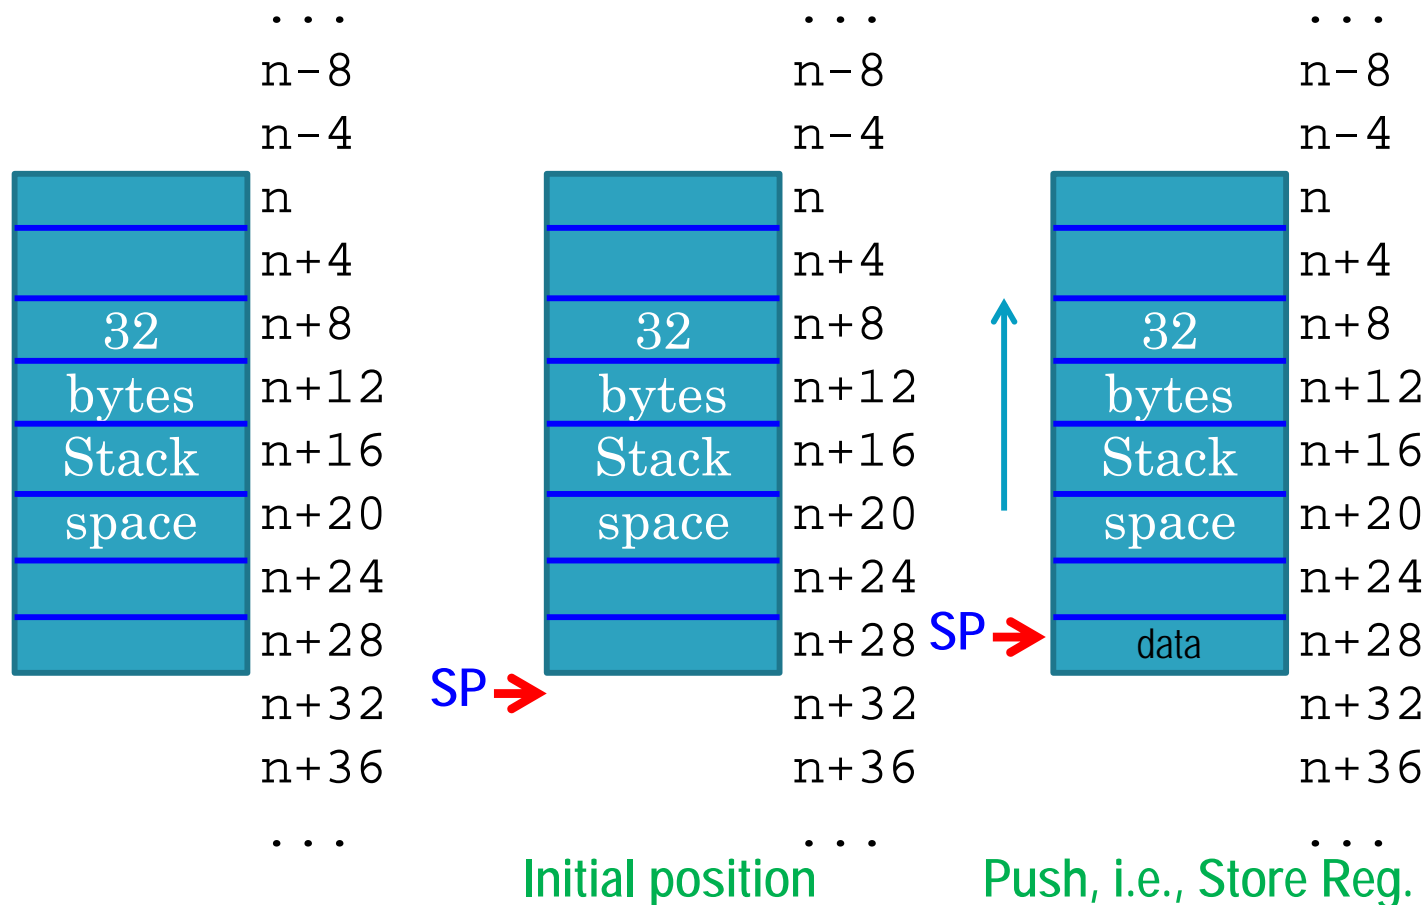 ...
n-8
n-4
n
n+4
n+8
n+12
n+16
n+20
n+24
n+28
n+32
n+36
...
32
bytes
Stack
space
...
n-8
n-4
n
n+4
n+8
n+12
n+16
n+20
n+24
n+28
n+32
n+36
...
32
bytes
Stack
space
SP
Initial position
...
n-8
n-4
n
n+4
n+8
n+12
n+16
n+20
n+24
n+28
n+32
n+36
...
32
bytes
Stack
space
data
SP
Push, i.e., Store Reg.